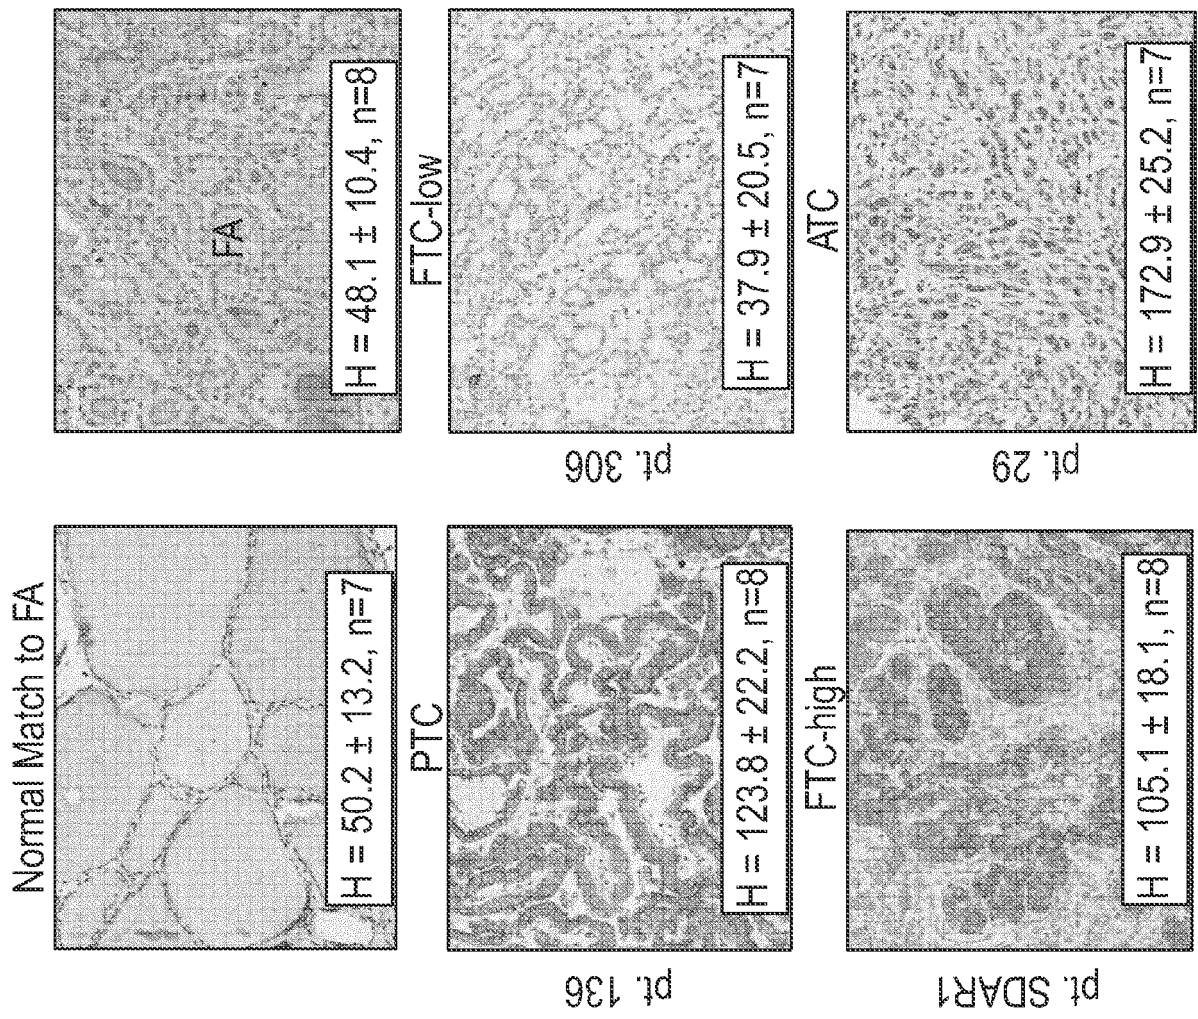 Normal Match to FA
H = 50.2 ± 13.2, n=7
FA
H = 48.1 ± 10.4, n=8
PTC
pt. 136
H = 123.8 ± 22.2, n=8
FTC-low
pt. 306
H = 37.9 ± 20.5, n=7
FTC-high
pt. SDAR1
H = 105.1 ± 18.1, n=8
ATC
pt. 29
H = 172.9 ± 25.2, n=7